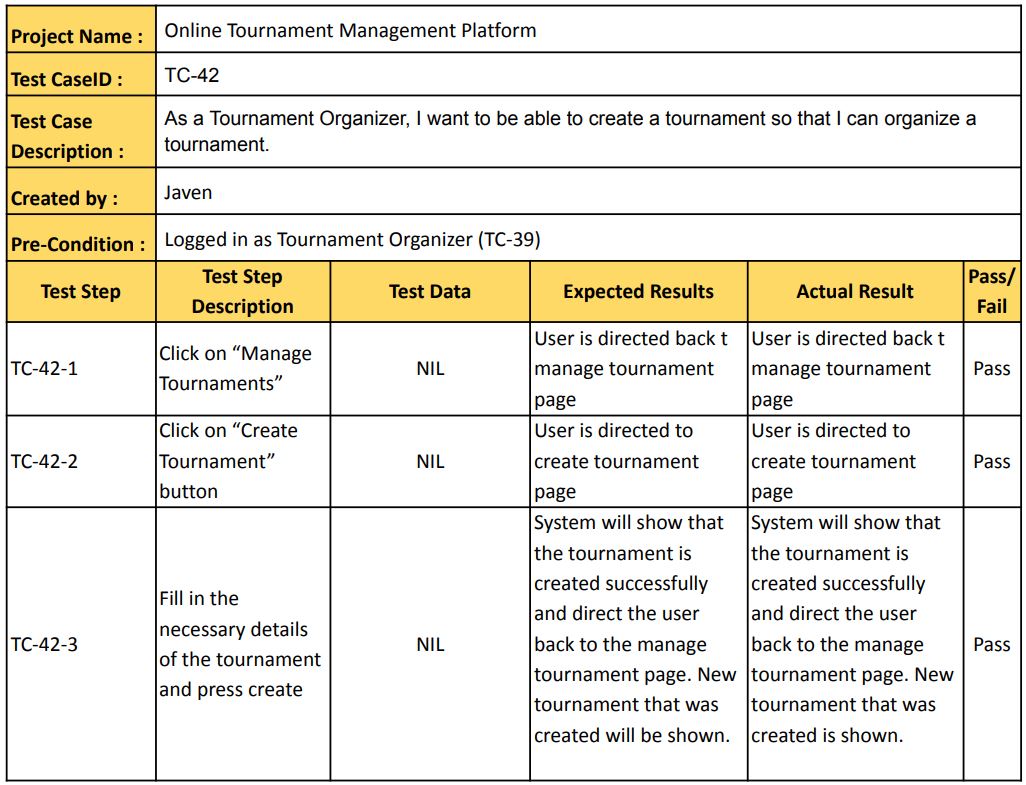 Project Name : Online Tournament Management Platform
Test CaseID : TC-42
Test Case Description : As a Tournament Organizer, I want to be able to create a tournament so that I can organize a
tournament.
Created by : Javen
Pre-Condition : Logged in as Tournament Organizer (TC-39)
Test Step
Test Step
Description
Test Data
Expected Results
Actual Result
Pass/
Fail
TC-42-1
Click on “Manage
Tournaments”
NIL
User is directed back t
manage tournament
page
User is directed back t
manage tournament
page
Pass
TC-42-2
Click on “Create
Tournament”
button
NIL
User is directed to
create tournament
page
User is directed to
create tournament
page
Pass
TC-42-3
Fill in the
necessary details
of the tournament
and press create
NIL
System will show that
the tournament is
created successfully
and direct the user
back to the manage
tournament page. New
tournament that was
created will be shown.
System will show that
the tournament is
created successfully
and direct the user
back to the manage
tournament page. New
tournament that was
created is shown.
Pass